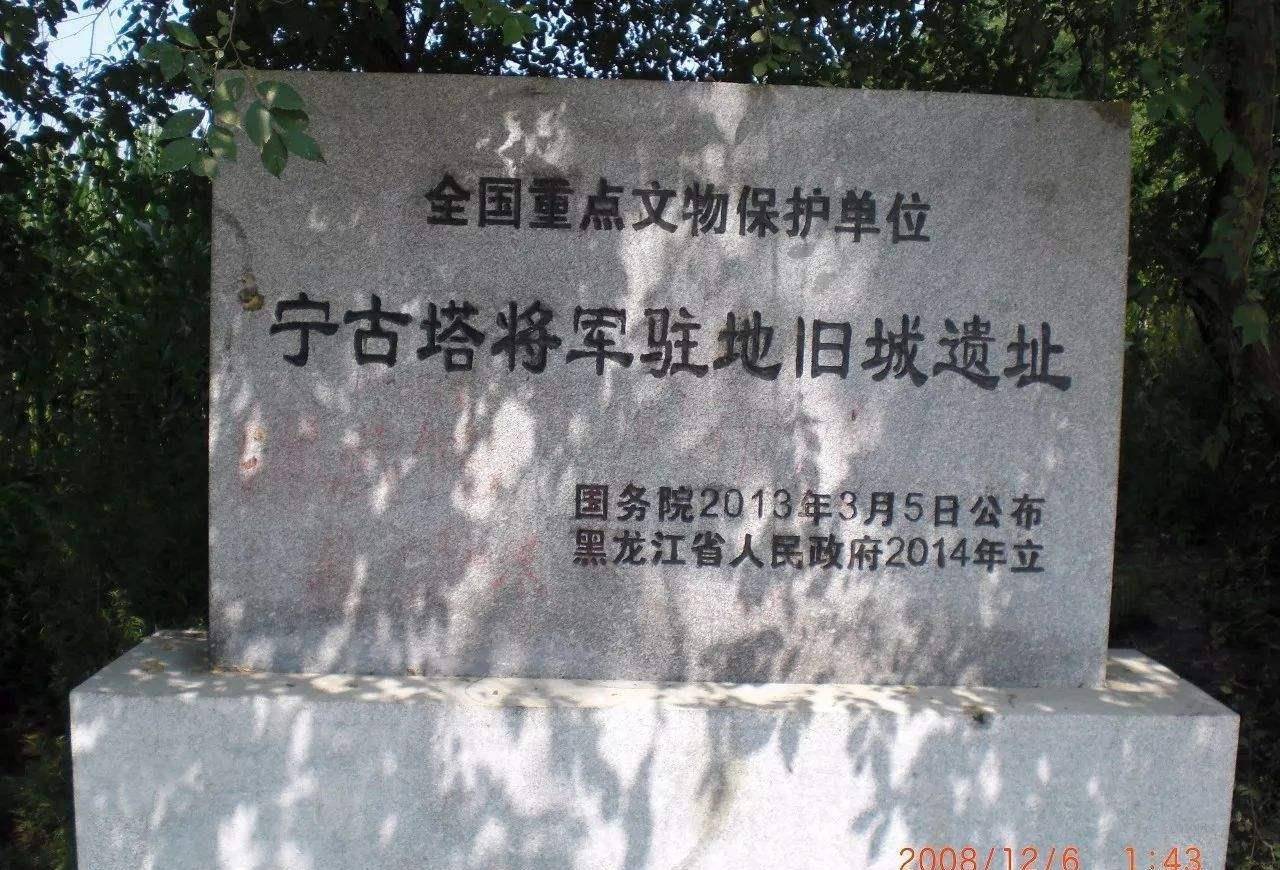 全国重点文物保护单位
宁古塔将军驻地旧城遗址
国务院2013年3月5日公布
黑龙江省人民政府2014年立
2008/12/6 1:43